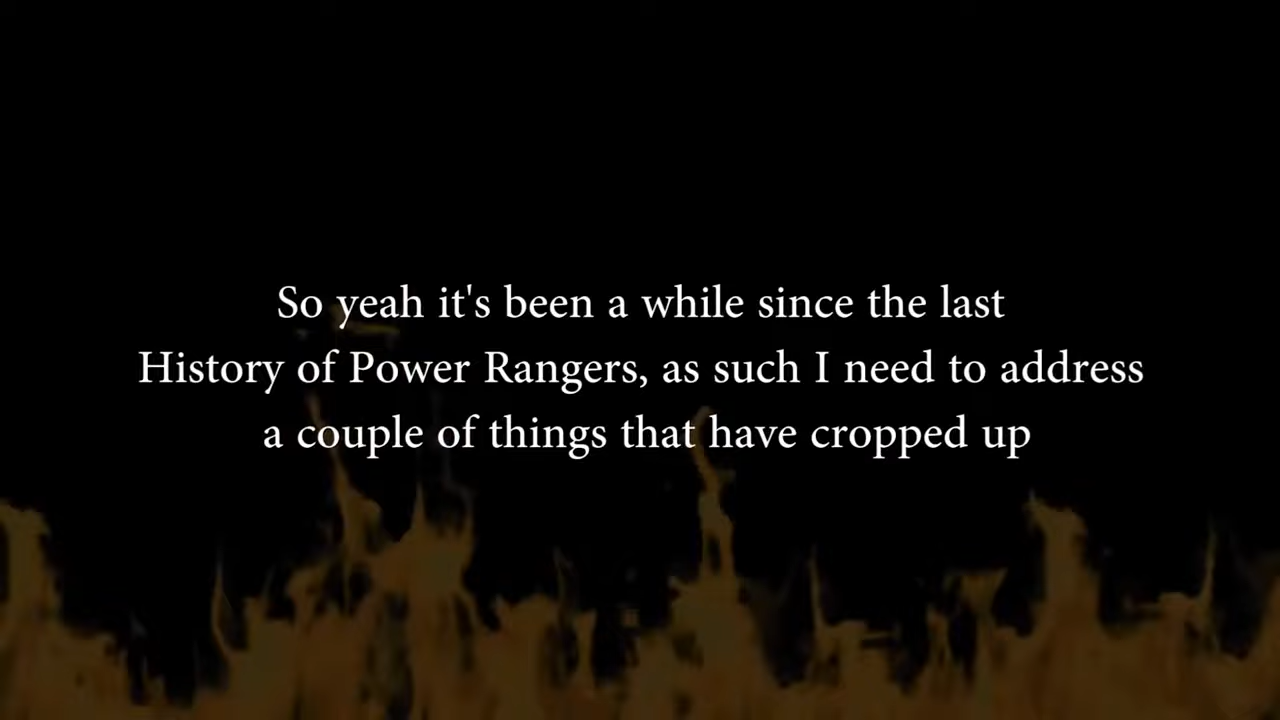 So yeah it's been a while since the last
History of Power Rangers, as such I need to address
a couple of things that have cropped up